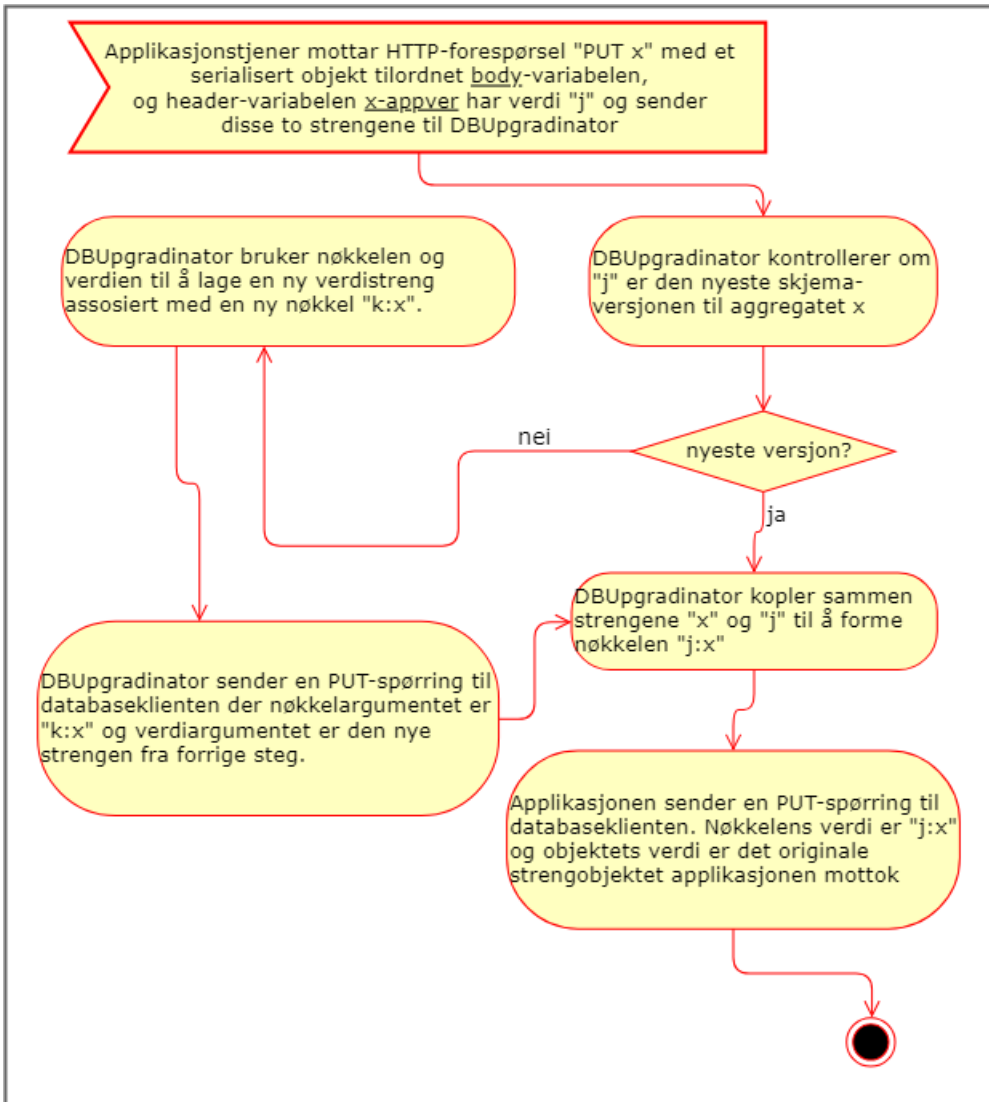 Applikasjonstjener mottar HTTP-forespørsel "PUT x" med et
serialisert objekt tilordnet body-variabelen,
og header-variabelen x-appver har verdi "j" og sender
disse to strengene til DBUpgradinator
DBUpgradinator kontrollerer om
"j" er den nyeste skjema-
versjonen til aggregatet x
nyeste versjon?
nei
ja
DBUpgradinator bruker nøkkelen og
verdien til å lage en ny verdistreng
assosiert med en ny nøkkel "k:x".
DBUpgradinator sender en PUT-spørring til
databaseklienten der nøkkelargumentet er
"k:x" og verdiargumentet er den nye
strengen fra forrige steg.
DBUpgradinator kopler sammen
strengene "x" og "j" til å forme
nøkkelen "j:x"
Applikasjonen sender en PUT-spørring til
databaseklienten. Nøkkelens verdi er "j:x"
og objektets verdi er det originale
strengobjektet applikasjonen mottok